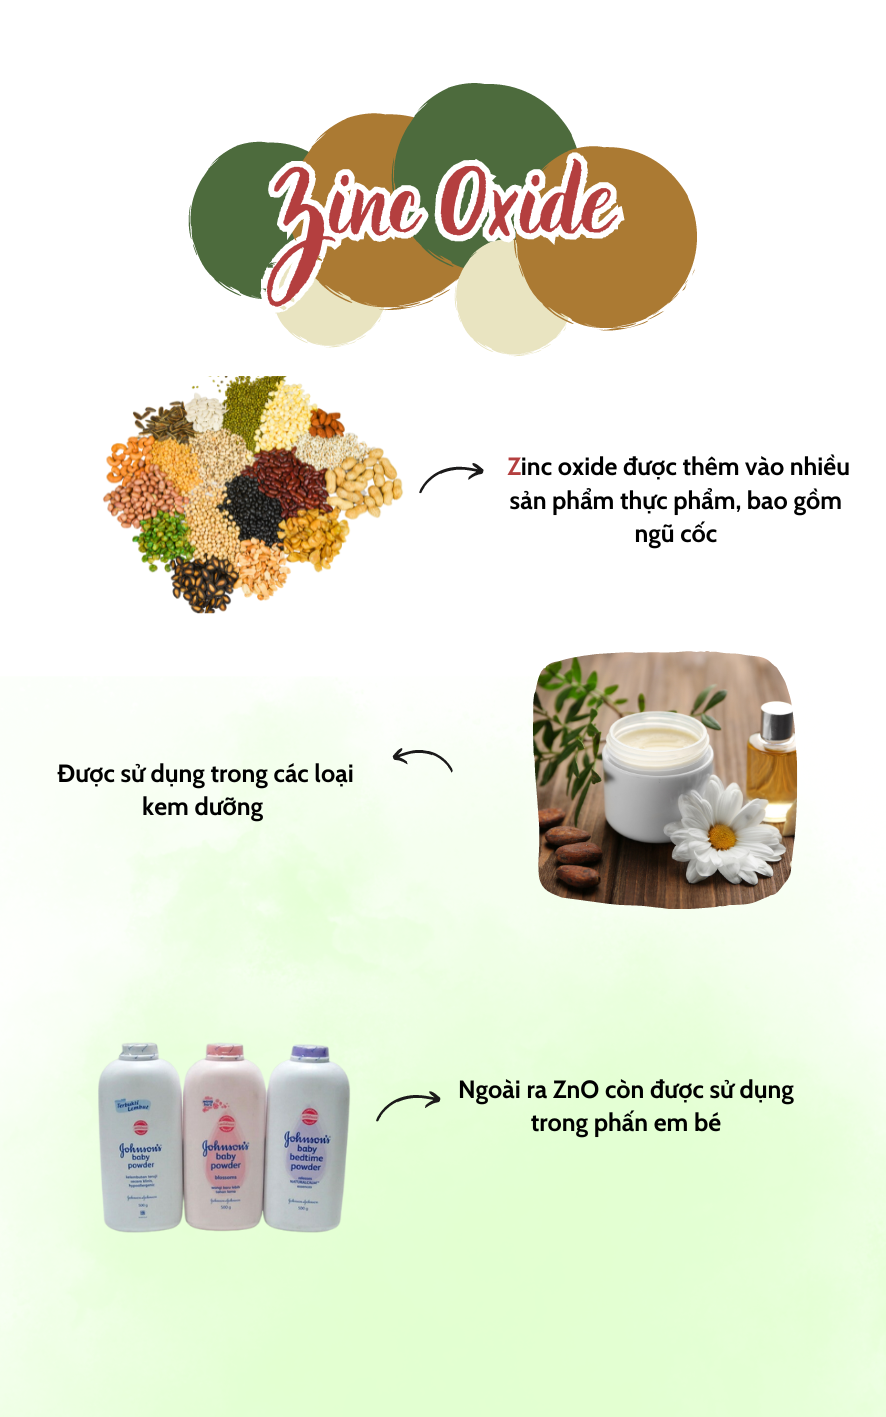 Zinc Oxide
Zinc oxide được thêm vào nhiều
sản phẩm thực phẩm, bao gồm
ngũ cốc
Được sử dụng trong các loại
kem dưỡng
Ngoài ra ZnO còn được sử dụng
trong phấn em bé
Terbukti
Lembut
Johnson's
baby
powder
Johnson's
baby
powder
blossoms
Johnson's
baby
bedtime
powder